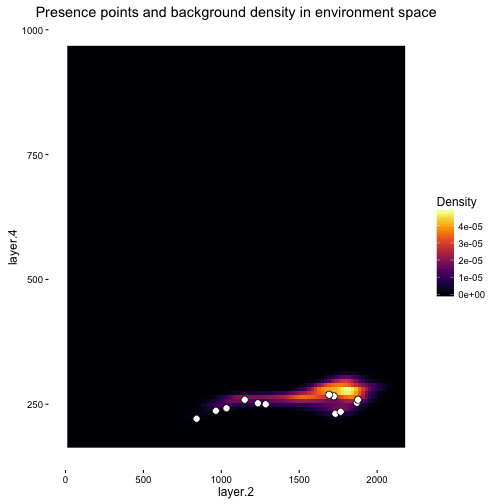 Presence points and background density in environment space
1000
750
500
250
layer.4
0
500
1000
1500
2000
layer.2
Density
4e-05
3e-05
2e-05
1e-05
0e+00